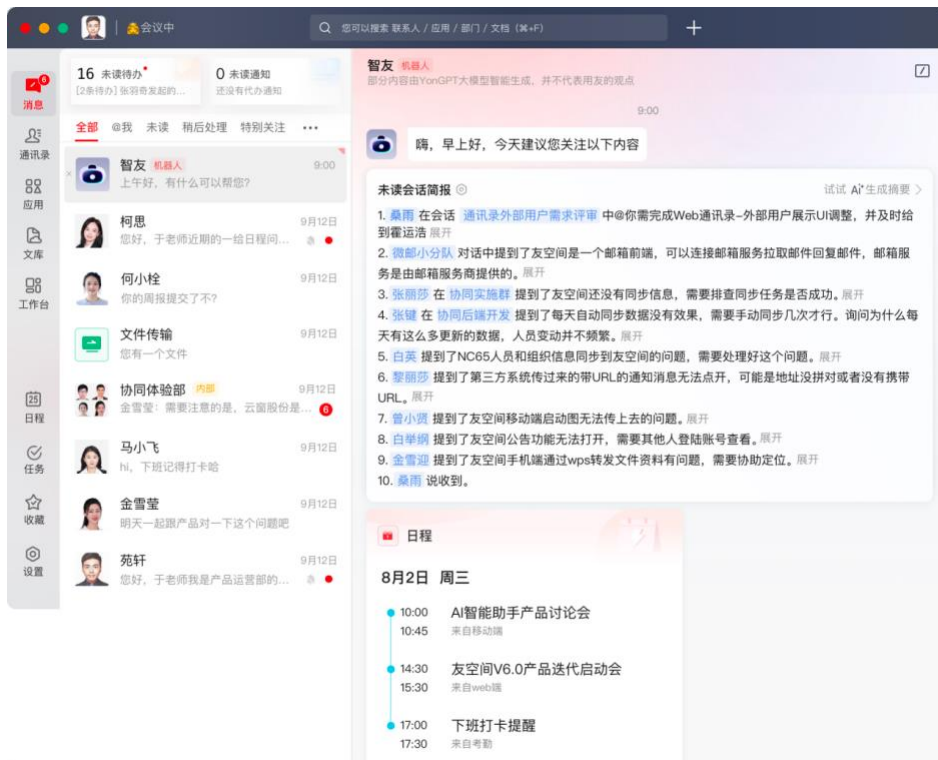 会议中
您可以搜索 联系人 / 应用 / 部门 / 文档（⌘+F）
6
消息
通讯录
应用
文库
工作台
25
日程
任务
收藏
设置
16 未读待办
[2条待办] 张羽奇发起的...
0 未读通知
还没有代办通知
全部 @我 未读 稍后处理 特别关注 •••
智友 机器人 9:00
上午好，有什么可以帮您?
柯思 9月12日
您好，于老师近期的一给日程问...
何小栓 9月12日
你的周报提交了不?
文件传输 9月12日
您有一个文件
协同体验部 内部 9月12日
金雪莹：需要注意的是，云窗股份是... 6
马小飞 9月12日
hi，下班记得打卡哈
金雪莹 9月12日
明天一起跟产品对一下这个问题吧
苑轩 9月12日
您好，于老师我是产品运营部的...
智友 机器人
部分内容由YonGPT大模型智能生成，并不代表用友的观点
9:00
嗨，早上好，今天建议您关注以下内容
未读会话简报 试试 Ai⁺生成摘要 >
1. 桑雨 在会话 通讯录外部用户需求评审 中@你需完成Web通讯录-外部用户展示UI调整，并及时给
到霍运浩 展开
2. 微邮小分队 对话中提到了友空间是一个邮箱前端，可以连接邮箱服务拉取邮件回复邮件，邮箱服
务是由邮箱服务商提供的。展开
3. 张丽莎 在 协同实施群 提到了友空间还没有同步信息，需要排查同步任务是否成功。展开
4. 张键 在 协同后端开发 提到了每天自动同步数据没有效果，需要手动同步几次才行。询问为什么每
天有这么多更新的数据，人员变动并不频繁。展开
5. 白英 提到了NC65人员和组织信息同步到友空间的问题，需要处理好这个问题。展开
6. 黎丽莎 提到了第三方系统传过来的带URL的通知消息无法点开，可能是地址没拼对或者没有携带
URL。展开
7. 曾小贤 提到了友空间移动端启动图无法传上去的问题。展开
8. 白举纲 提到了友空间公告功能无法打开，需要其他人登陆账号查看。展开
9. 金雪迎 提到了友空间手机端通过wps转发文件资料有问题，需要协助定位。展开
10. 桑雨 说收到。
日程
8月2日 周三
10:00 AI智能助手产品讨论会
10:45 来自移动端
14:30 友空间V6.0产品迭代启动会
15:30 来自web端
17:00 下班打卡提醒
17:30 来自考勤